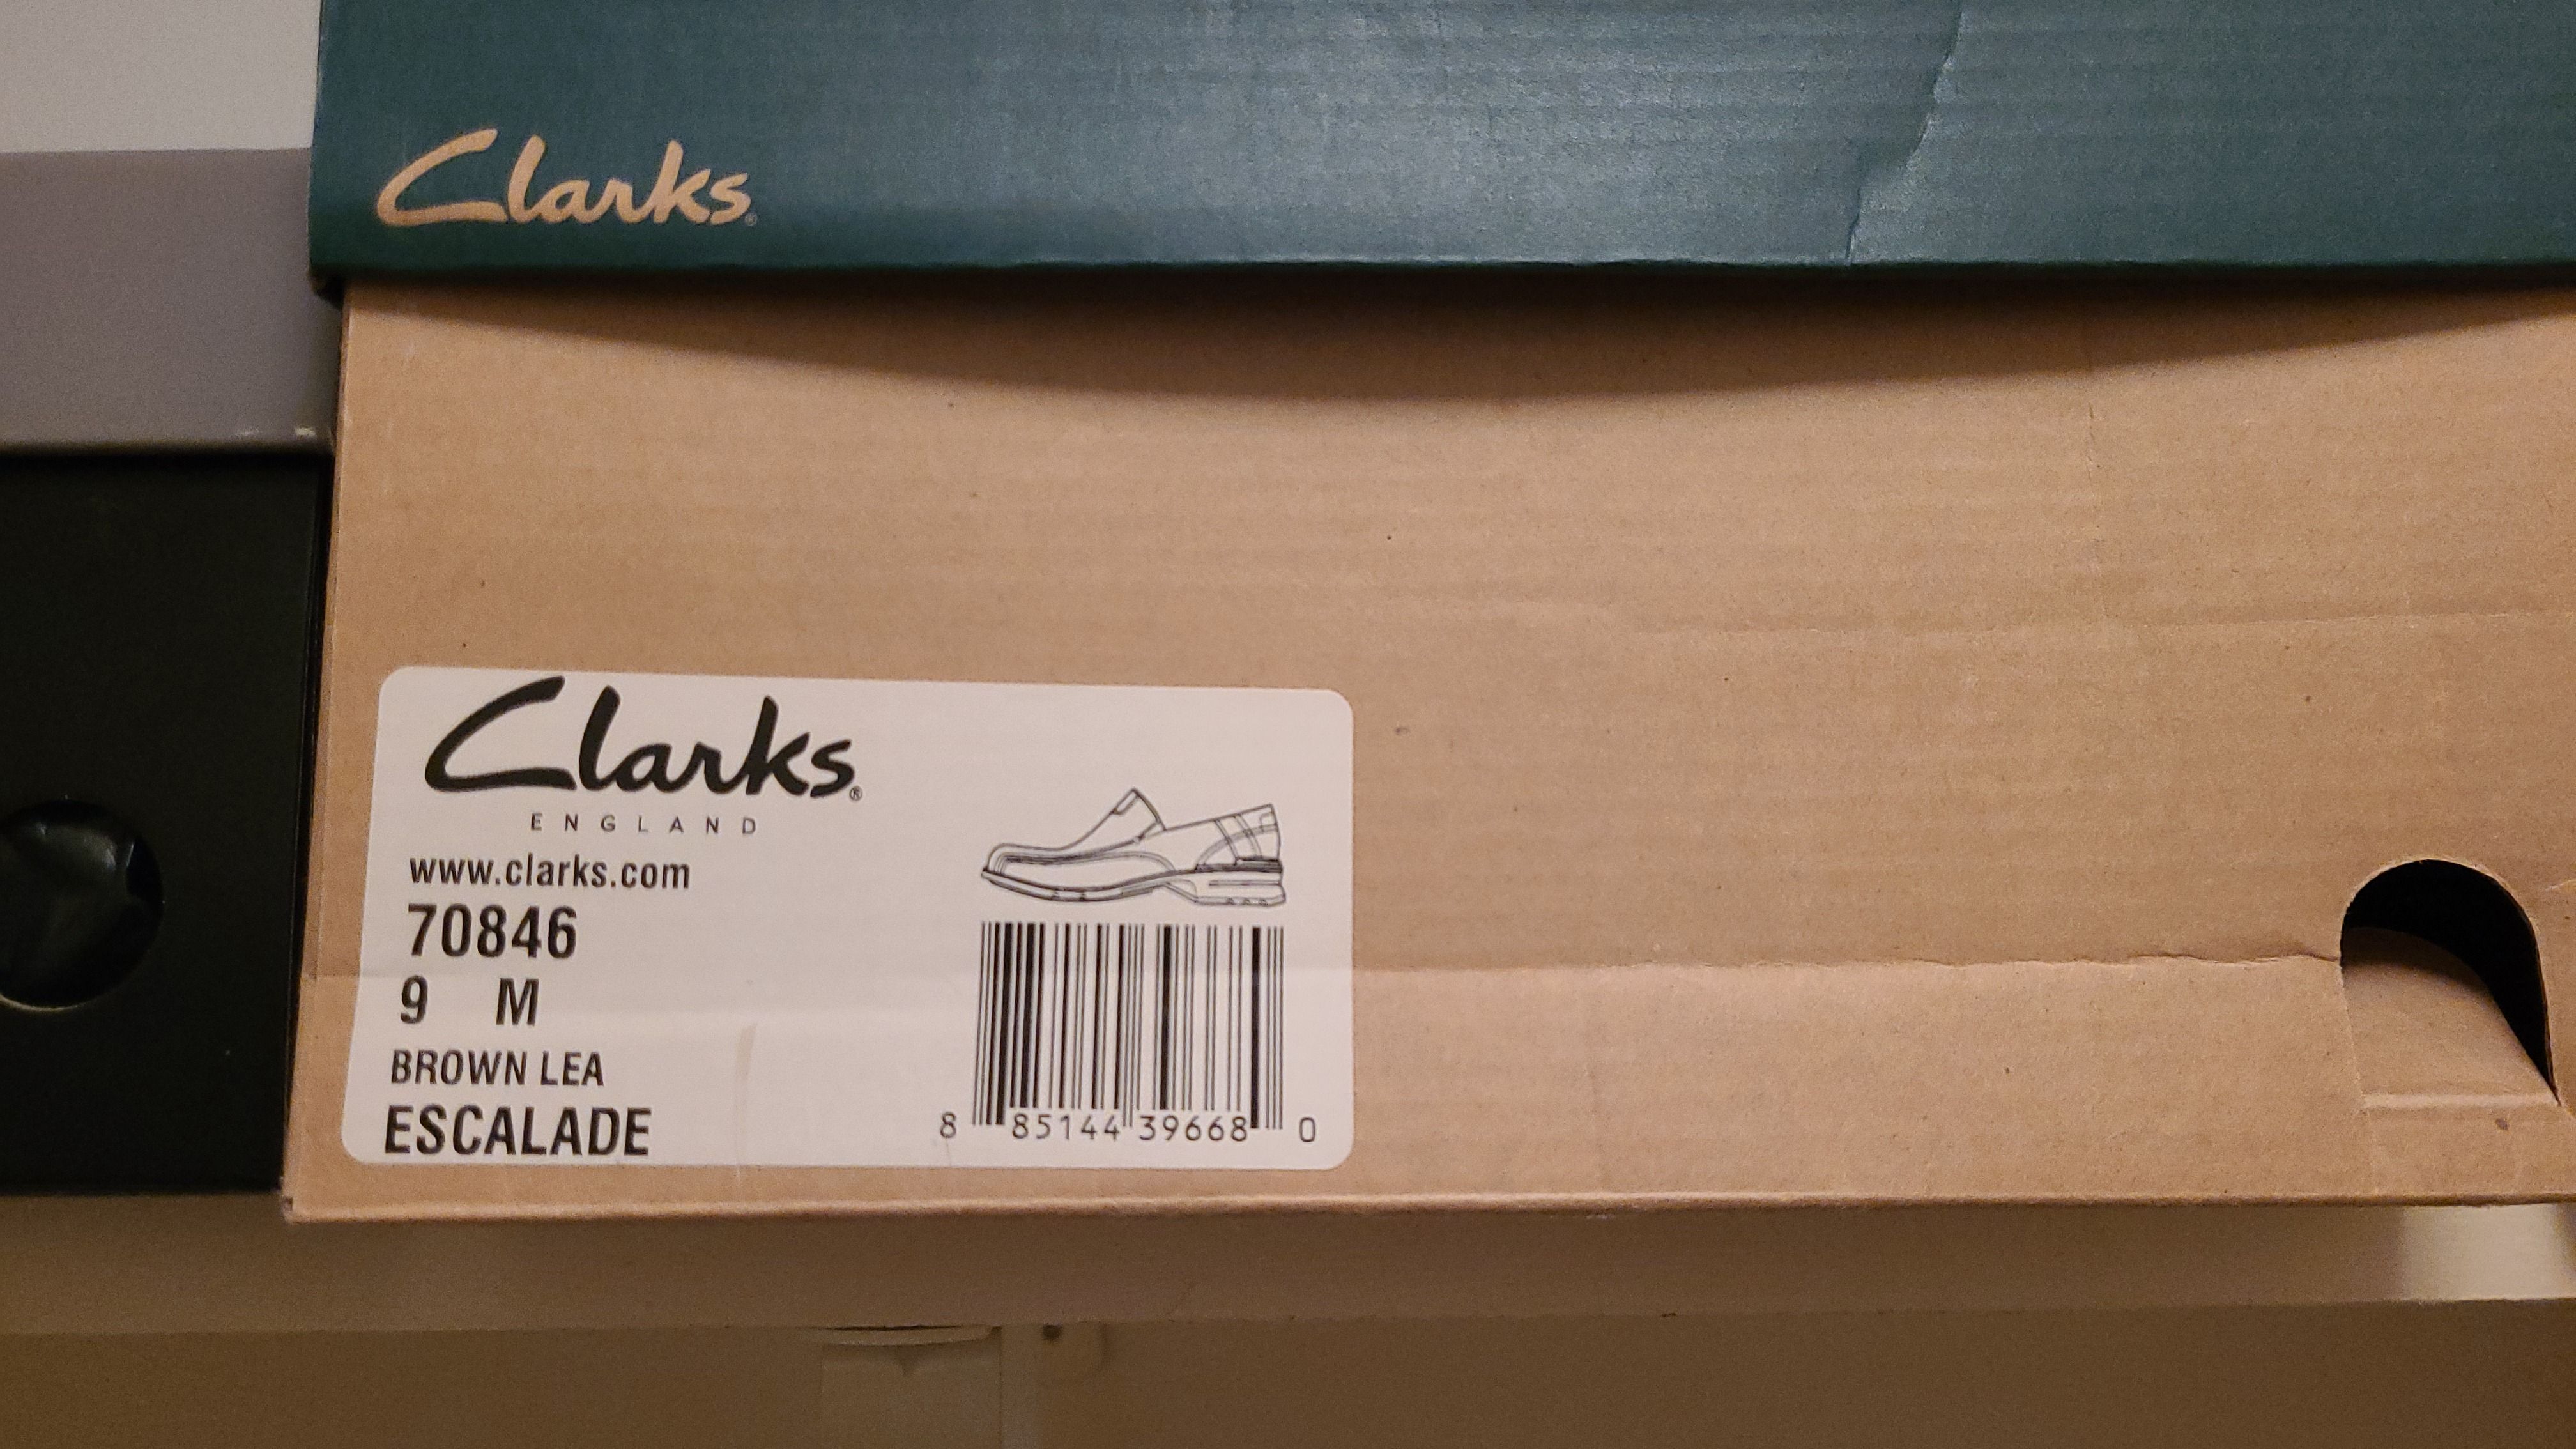 Clarks®
Clarks®
ENGLAND
www.clarks.com
70846
9 M
BROWN LEA
ESCALADE
8 85144 39668 0